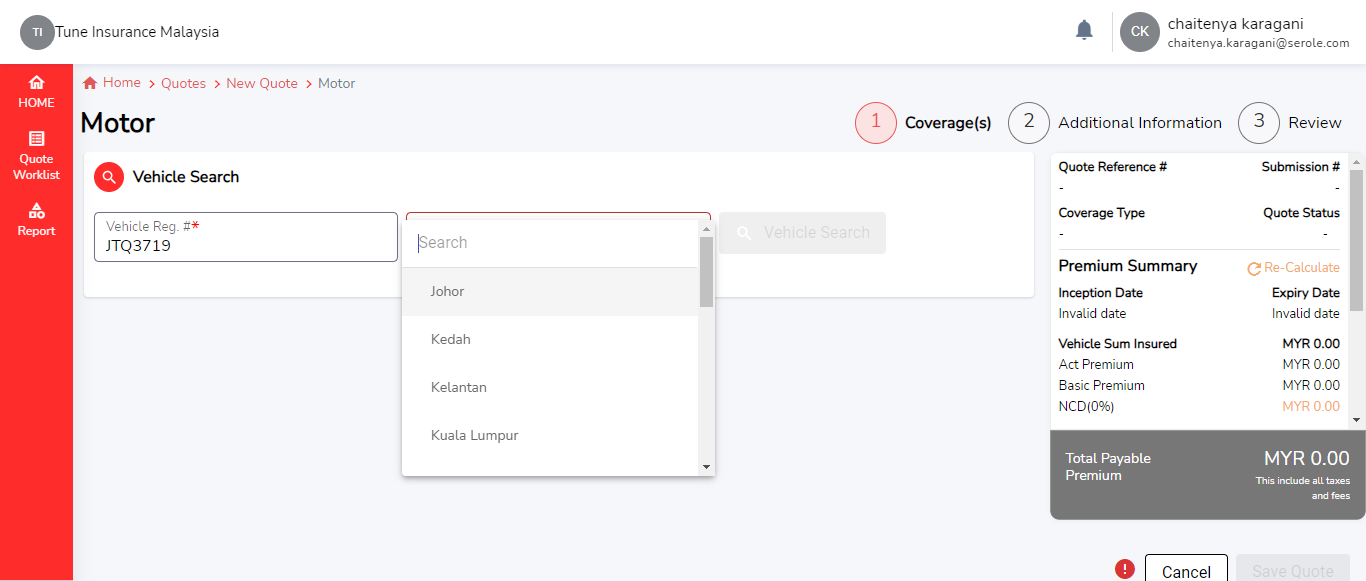 TI Tune Insurance Malaysia
CK
chaitenya karagani
chaitenya.karagani@serole.com
HOME
Quote
Worklist
Report
Home > Quotes > New Quote > Motor
Motor
1 Coverage(s) 2 Additional Information 3 Review
Vehicle Search
Vehicle Reg. #*
JTQ3719
Search
Johor
Kedah
Kelantan
Kuala Lumpur
Vehicle Search
Quote Reference # Submission #
- -
Coverage Type Quote Status
- -
Premium Summary Re-Calculate
Inception Date Expiry Date
Invalid date Invalid date
Vehicle Sum Insured MYR 0.00
Act Premium MYR 0.00
Basic Premium MYR 0.00
NCD(0%) MYR 0.00
Total Payable
Premium
MYR 0.00
This include all taxes
and fees
Cancel Save Quote